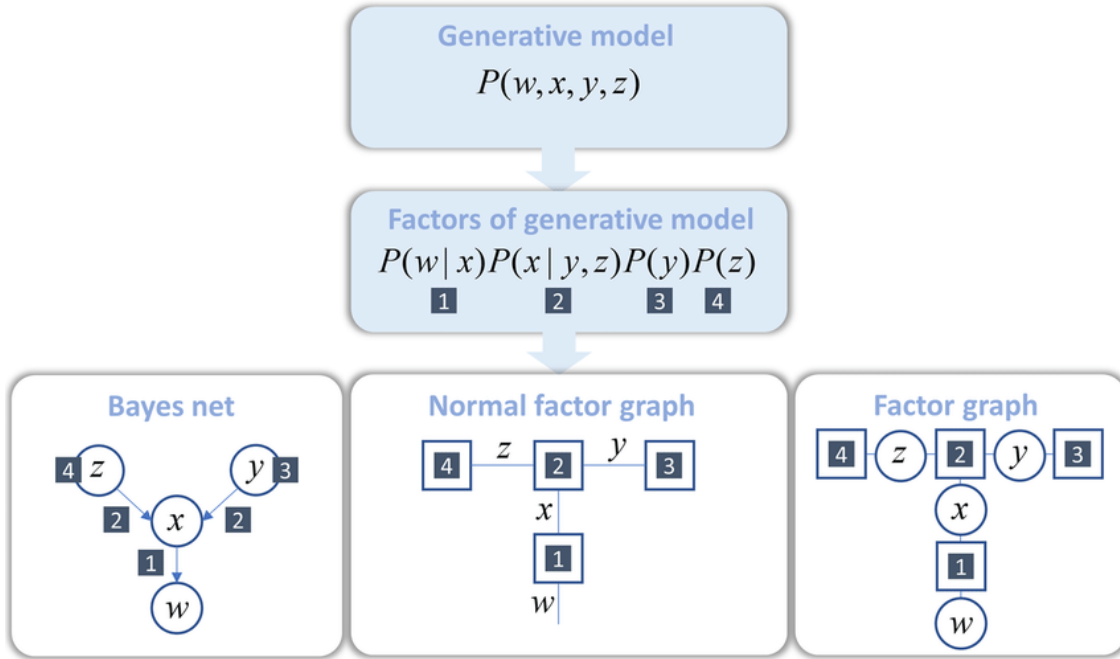 Generative model
P(w, x, y, z)
Factors of generative model
P(w | x)P(x | y, z)P(y)P(z)
1 2 3 4
Bayes net
4 z y 3
2 x 2
1
w
Normal factor graph
4 z 2 y 3
x
1
w
Factor graph
4 z 2 y 3
x
1
w